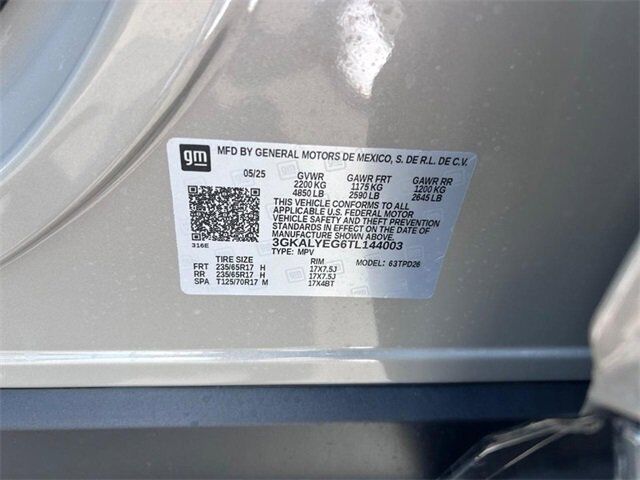 gm MFD BY GENERAL MOTORS DE MEXICO, S. DE R.L. DE C.V.
05/25 GVWR GAWR FRT GAWR RR
2200 KG 1175 KG 1200 KG
4850 LB 2590 LB 2645 LB
THIS VEHICLE CONFORMS TO ALL
APPLICABLE U.S. FEDERAL MOTOR
VEHICLE SAFETY AND THEFT PREVENTION
STANDARDS IN EFFECT ON THE DATE OF
MANUFACTURE SHOWN ABOVE.
316E 3GKALYEG6TL144003
TYPE: MPV
TIRE SIZE RIM MODEL: 63TPD26
FRT 235/65R17 H 17X7.5J
RR 235/65R17 H 17X7.5J
SPA T125/70R17 M 17X4BT